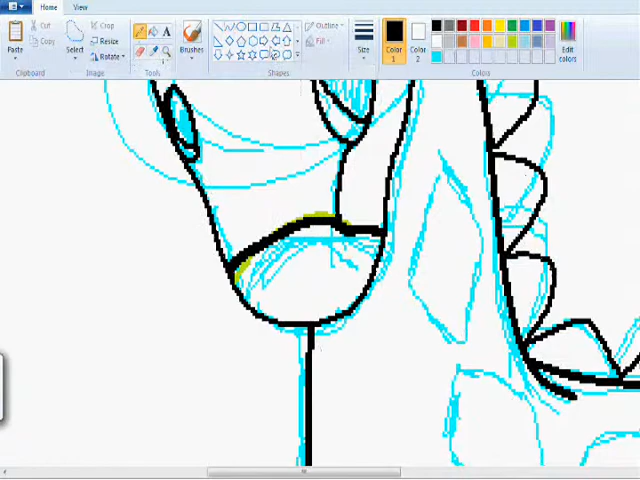 Home View
Paste Cut Copy
Clipboard
Select Crop Resize Rotate
Image
A
Tools
Brushes
Outline Fill
Shapes
Size
Color 1 Color 2
Edit colors
Colors